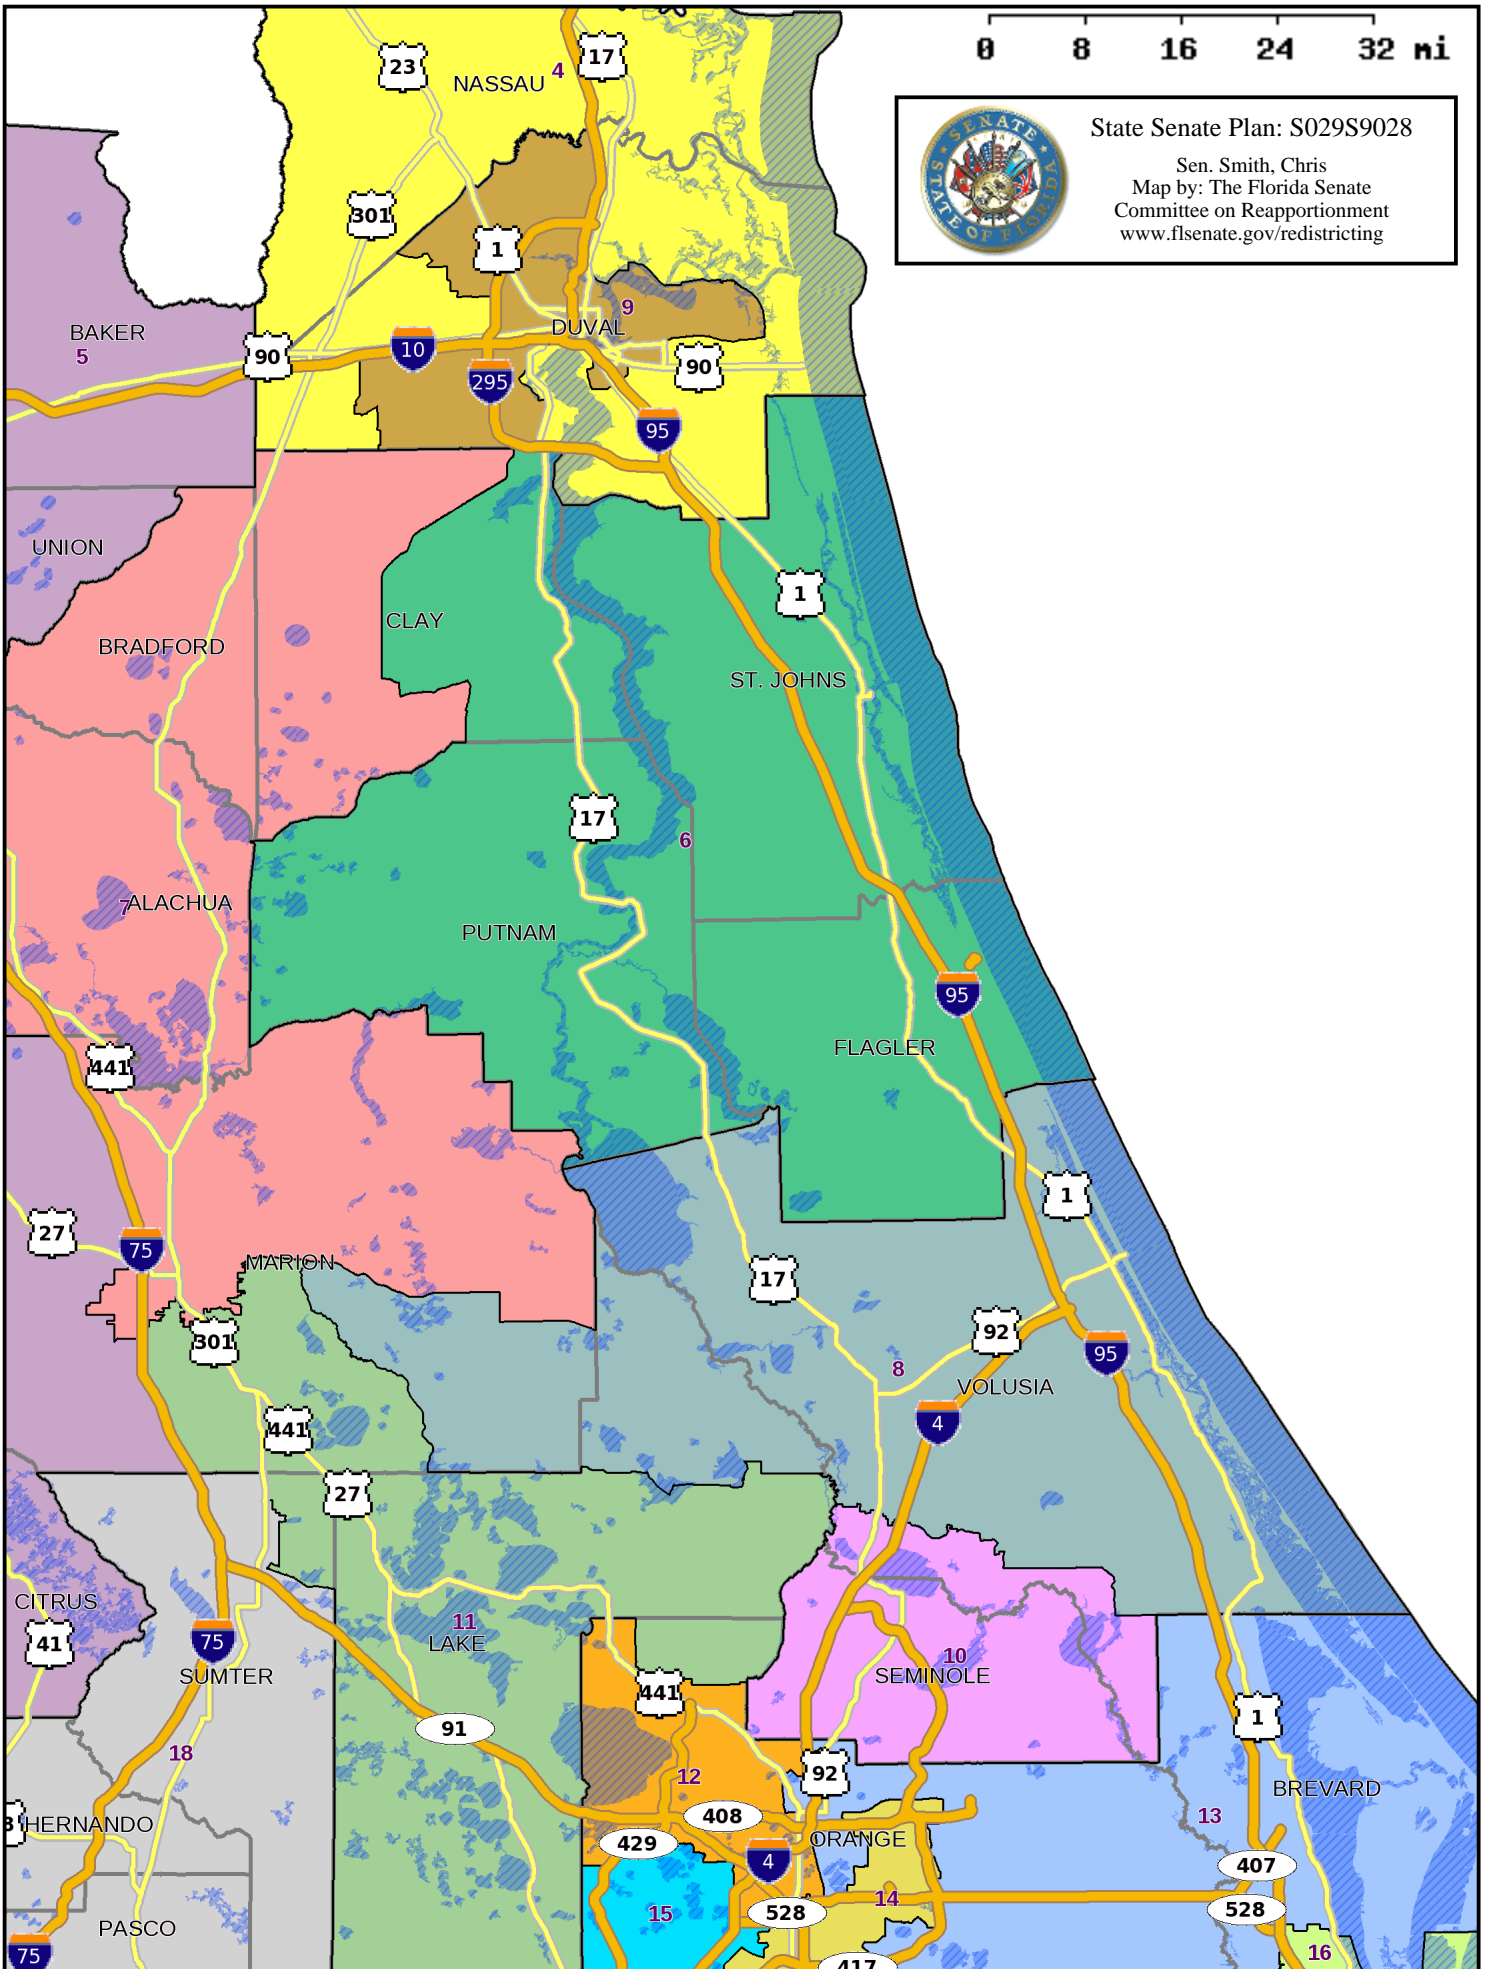 0 8 16 24 32 mi
State Senate Plan: S029S9028
Sen. Smith, Chris
Map by: The Florida Senate
Committee on Reapportionment
www.flsenate.gov/redistricting
SENATE
STATE OF FLORIDA
23
NASSAU
4
17
301
1
9
DUVAL
BAKER
5
90
10
295
90
95
UNION
1
CLAY
BRADFORD
ST. JOHNS
17
6
7
ALACHUA
PUTNAM
95
FLAGLER
441
27
75
MARION
1
17
301
92
95
8
VOLUSIA
4
441
27
CITRUS
41
75
11
LAKE
SUMTER
10
SEMINOLE
441
91
1
18
92
12
BREVARD
13
408
HERNANDO
429
ORANGE
4
407
14
528
528
15
PASCO
75
16
417